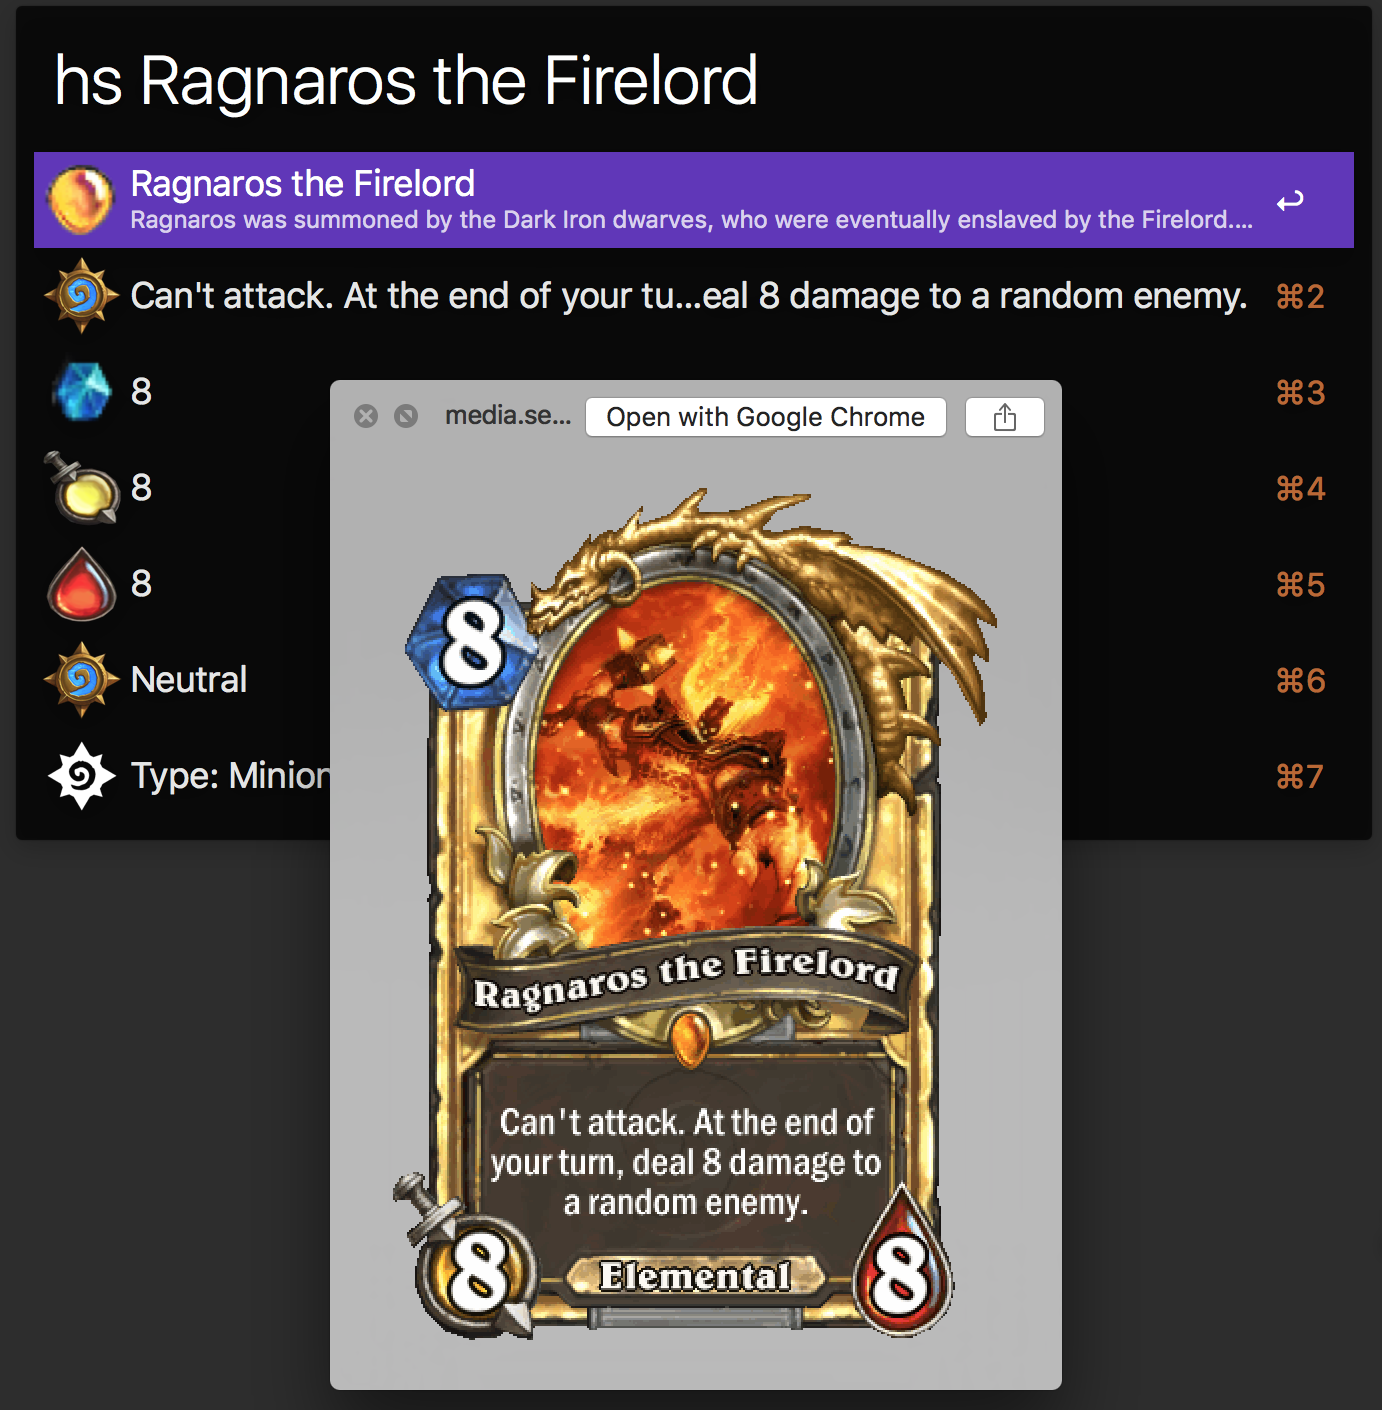 hs Ragnaros the Firelord
Ragnaros the Firelord
Ragnaros was summoned by the Dark Iron dwarves, who were eventually enslaved by the Firelord....
Can't attack. At the end of your tu...eal 8 damage to a random enemy. ⌘2
8 ⌘3
8 ⌘4
8 ⌘5
Neutral ⌘6
Type: Minion ⌘7
media.se... Open with Google Chrome
8
Ragnaros the Firelord
Can't attack. At the end of
your turn, deal 8 damage to
a random enemy.
8 Elemental 8